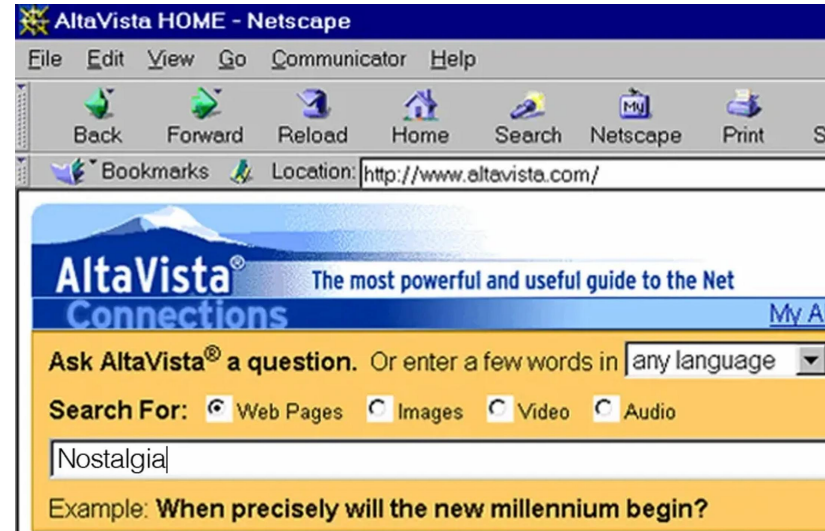 AltaVista HOME - Netscape
File Edit View Go Communicator Help
Back Forward Reload Home Search Netscape Print S
My
Bookmarks Location: http://www.altavista.com/
AltaVista® The most powerful and useful guide to the Net
Connections My A
Ask AltaVista® a question. Or enter a few words in any language
Search For: Web Pages Images Video Audio
Nostalgia
Example: When precisely will the new millennium begin?